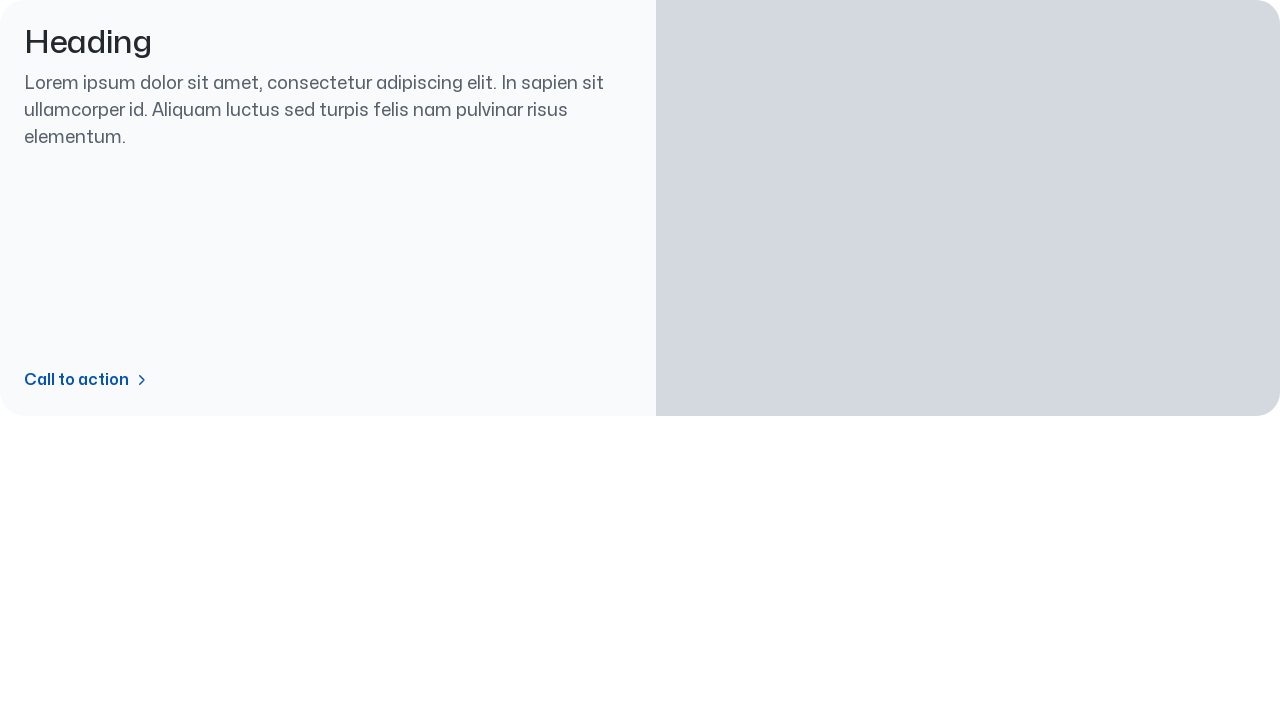 Heading
Lorem ipsum dolor sit amet, consectetur adipiscing elit. In sapien sit
ullamcorper id. Aliquam luctus sed turpis felis nam pulvinar risus
elementum.
Call to action